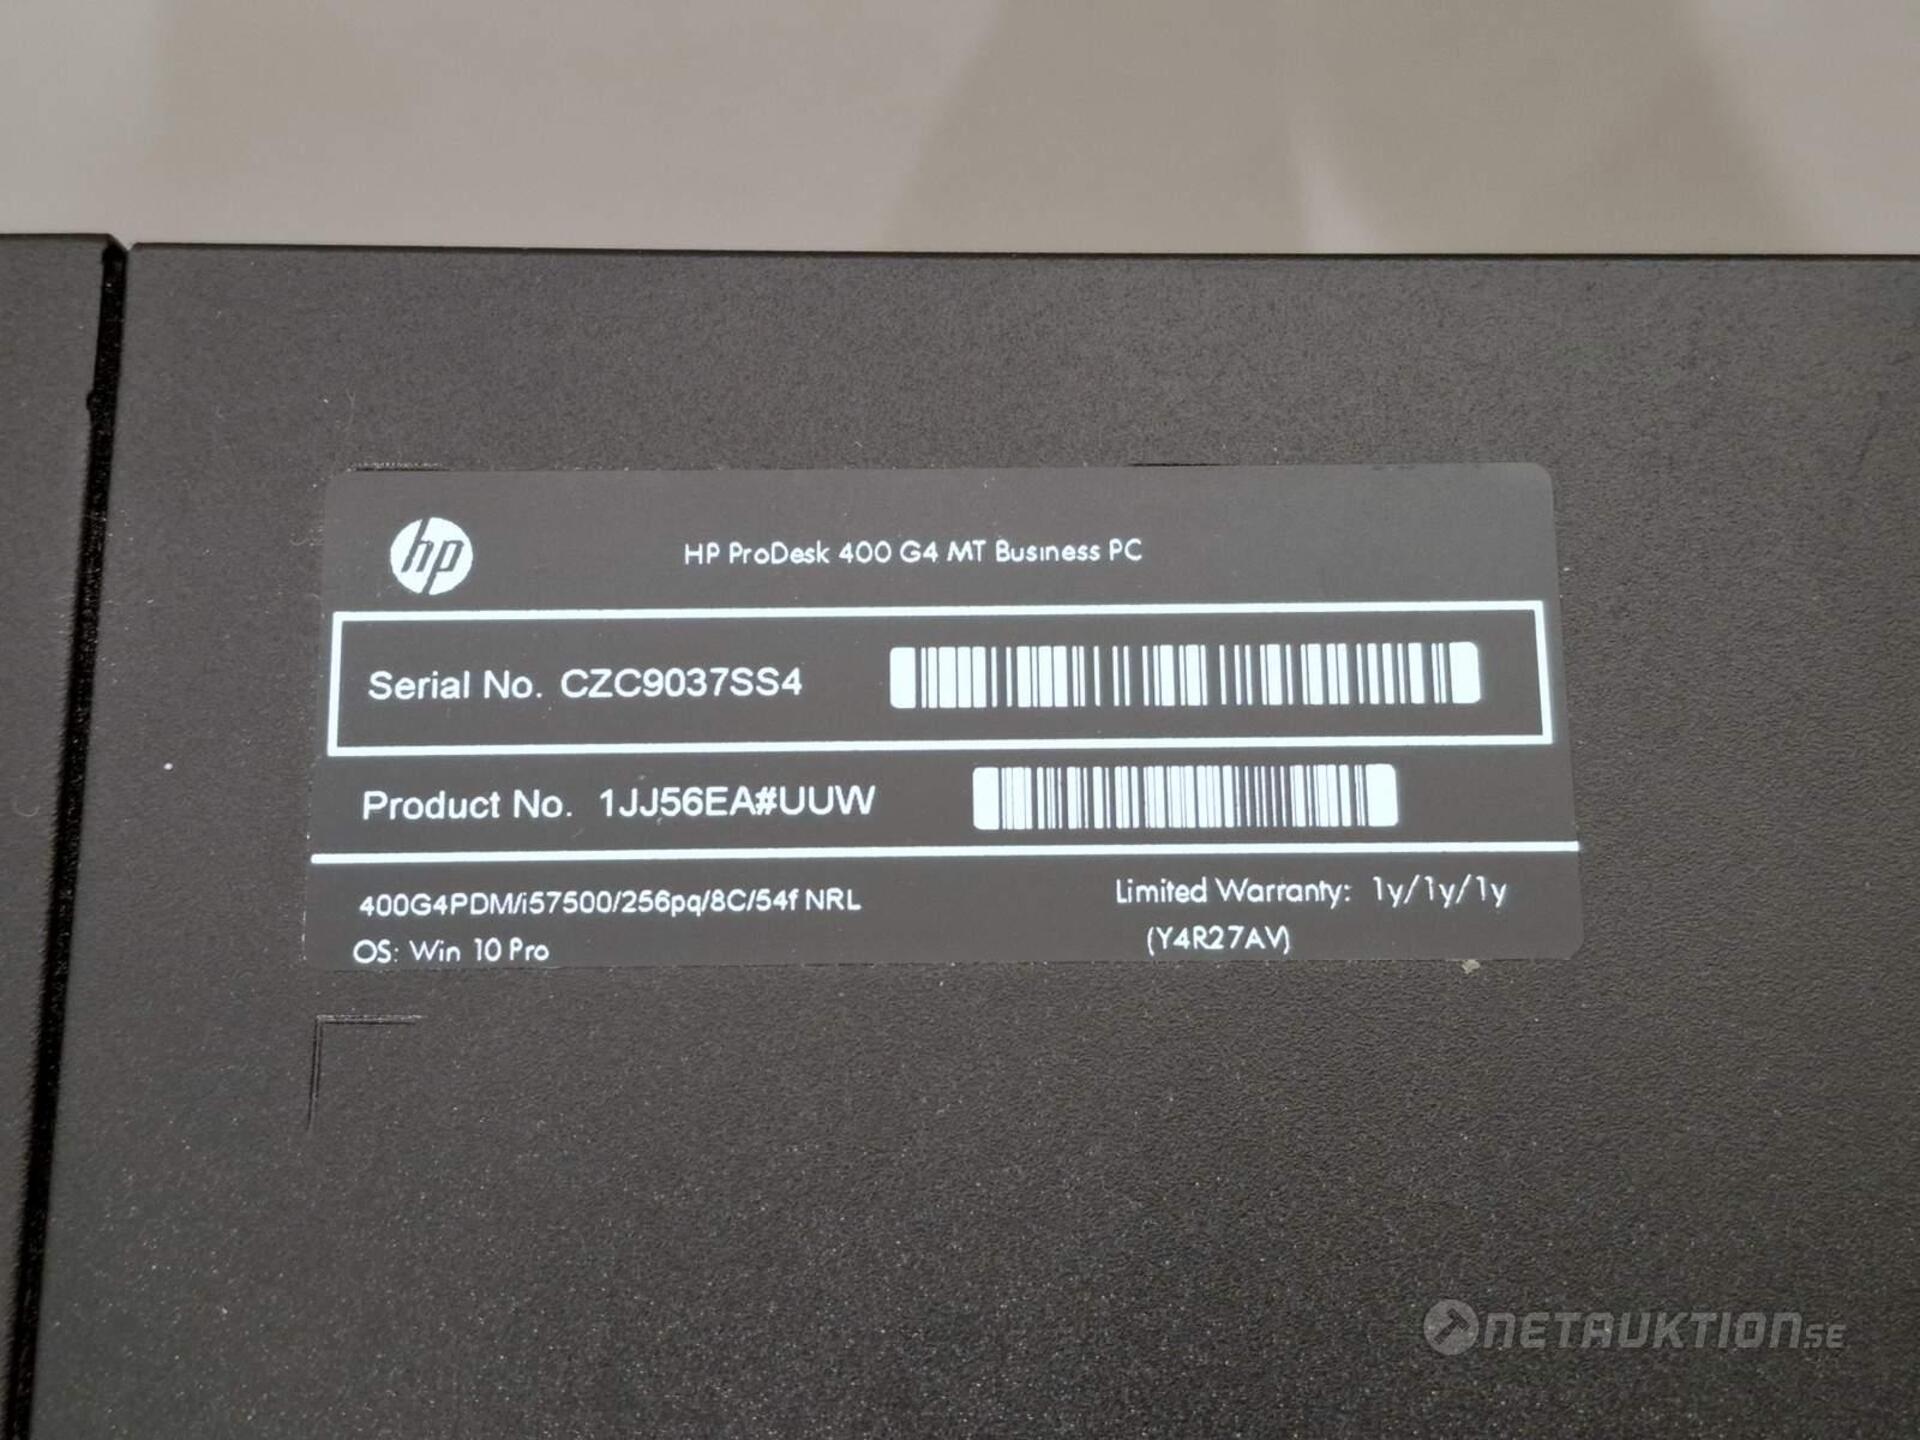 hp
HP ProDesk 400 G4 MT Business PC
Serial No. CZC9037SS4
Product No. 1JJ56EA#UUW
400G4PDM/i57500/256pq/8C/54f NRL
Limited Warranty: 1y/1y/1y
OS: Win 10 Pro
(Y4R27AV)
NETAUKTION.SE